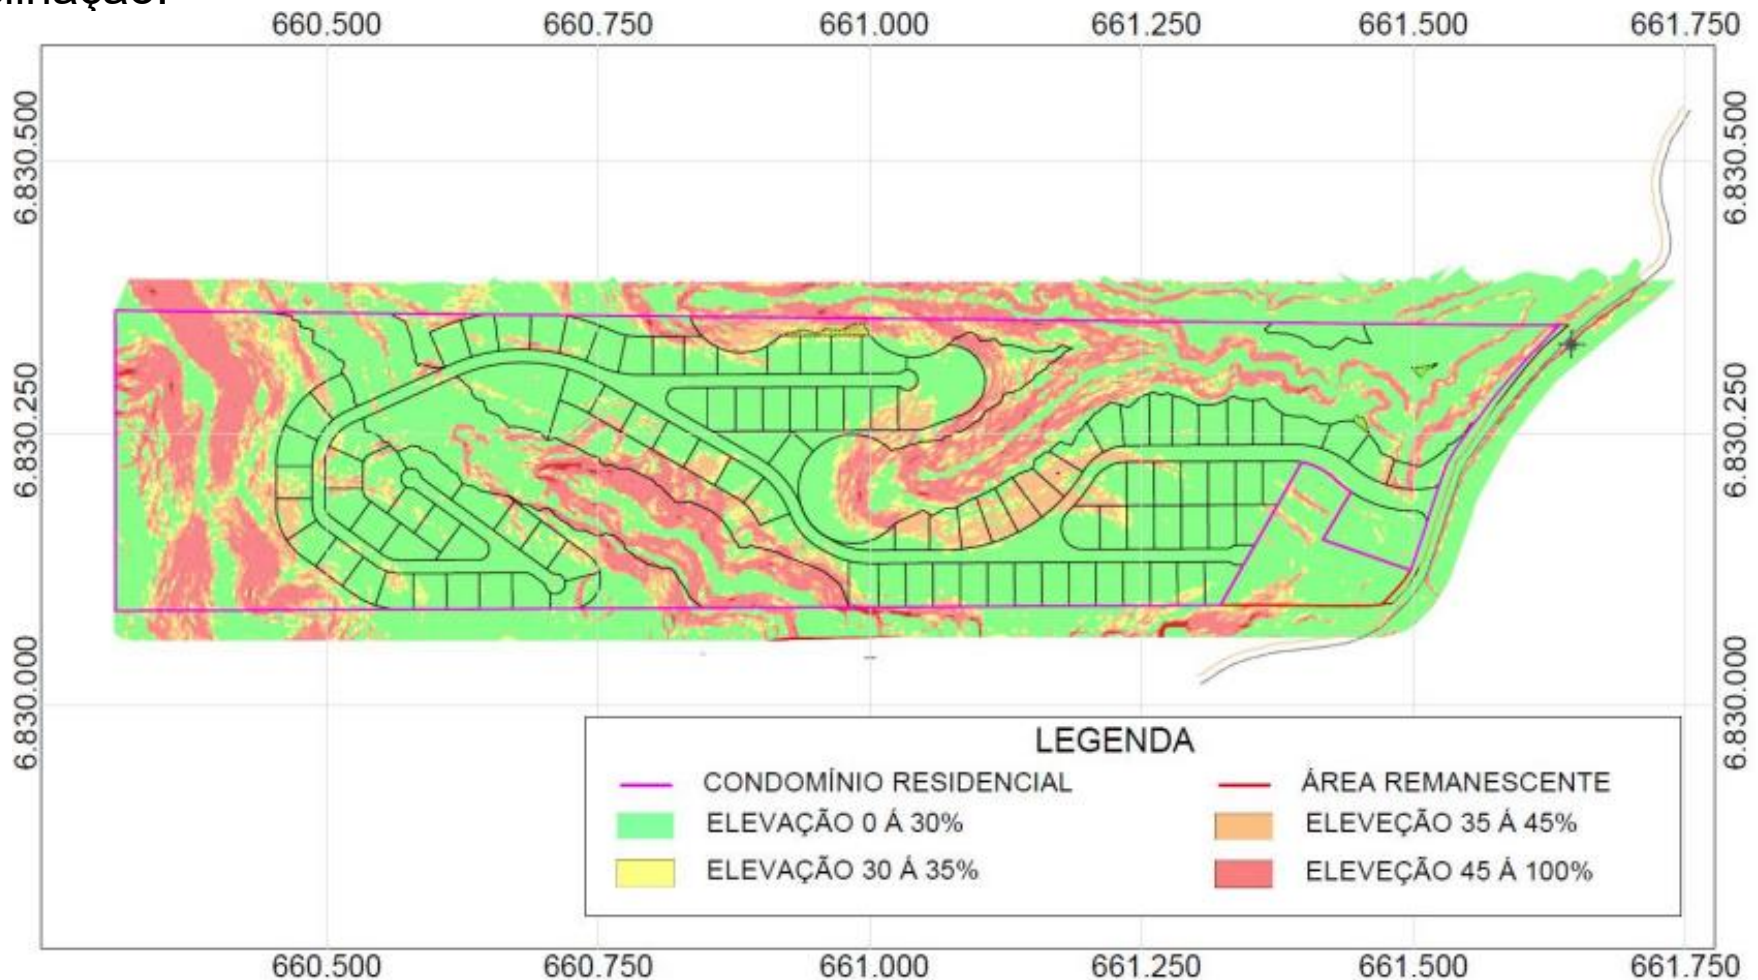 660.500 660.750 661.000 661.250 661.500 661.750
6.830.500 6.830.500
6.830.250 6.830.250
6.830.000 6.830.000
LEGENDA
CONDOMÍNIO RESIDENCIAL ÁREA REMANESCENTE
ELEVAÇÃO 0 Á 30% ELEVEÇÃO 35 Á 45%
ELEVAÇÃO 30 Á 35% ELEVEÇÃO 45 Á 100%
660.500 660.750 661.000 661.250 661.500 661.750